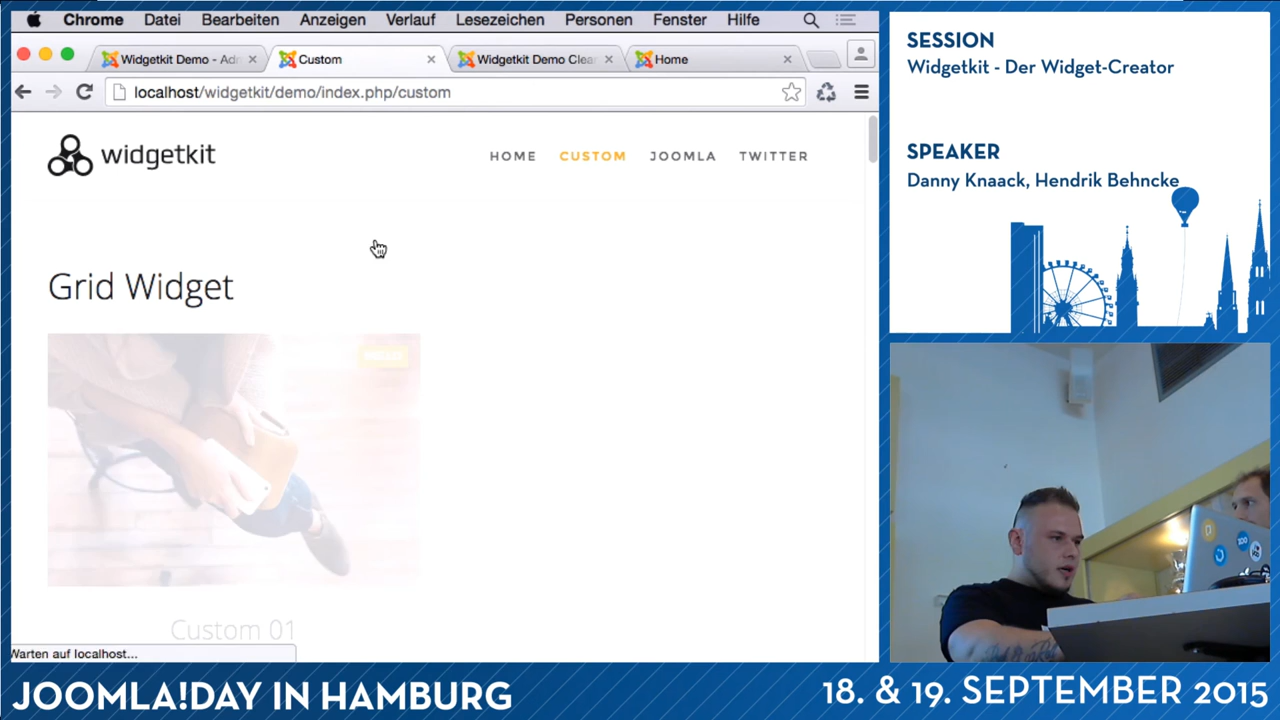 Chrome Datei Bearbeiten Anzeigen Verlauf Lesezeichen Personen Fenster Hilfe
Widgetkit Demo - Adr
Custom
Widgetkit Demo Clea
Home
localhost/widgetkit/demo/index.php/custom
widgetkit
HOME CUSTOM JOOMLA TWITTER
Grid Widget
Custom 01
Warten auf localhost...
SESSION
Widgetkit - Der Widget-Creator
SPEAKER
Danny Knaack, Hendrik Behncke
JOOMLA!DAY IN HAMBURG
18. & 19. SEPTEMBER 2015